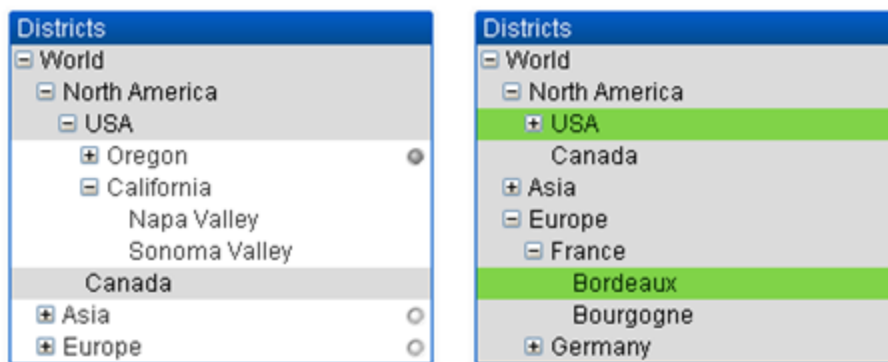 Districts
World
North America
USA
Oregon
California
Napa Valley
Sonoma Valley
Canada
Asia
Europe
Districts
World
North America
USA
Canada
Asia
Europe
France
Bordeaux
Bourgogne
Germany